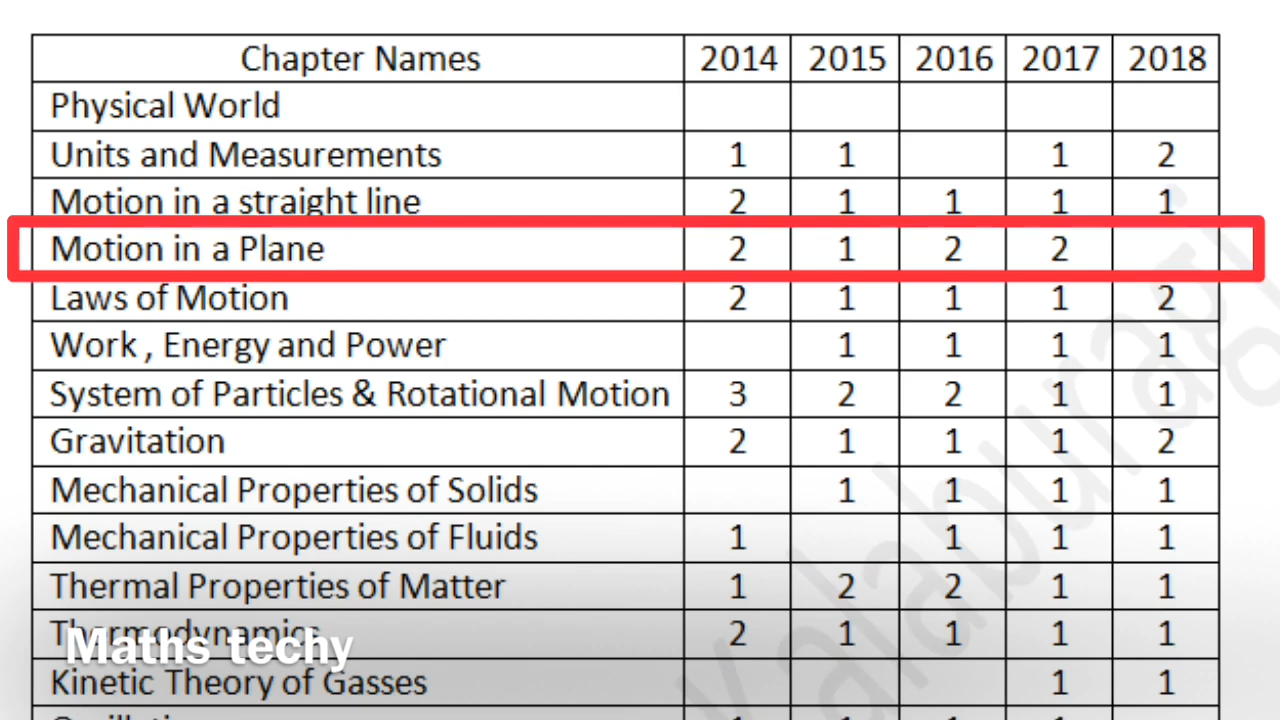 Chapter Names 2014 2015 2016 2017 2018
Physical World
Units and Measurements 1 1 1 2
Motion in a straight line 2 1 1 1 1
Motion in a Plane 2 1 2 2
Laws of Motion 2 1 1 1 2
Work , Energy and Power 1 1 1 1
System of Particles & Rotational Motion 3 2 2 1 1
Gravitation 2 1 1 1 2
Mechanical Properties of Solids 1 1 1 1
Mechanical Properties of Fluids 1 1 1 1
Thermal Properties of Matter 1 2 2 1 1
Thermodynamics 2 1 1 1 1
Maths techy
Kinetic Theory of Gasses 1 1
Kalaburagi